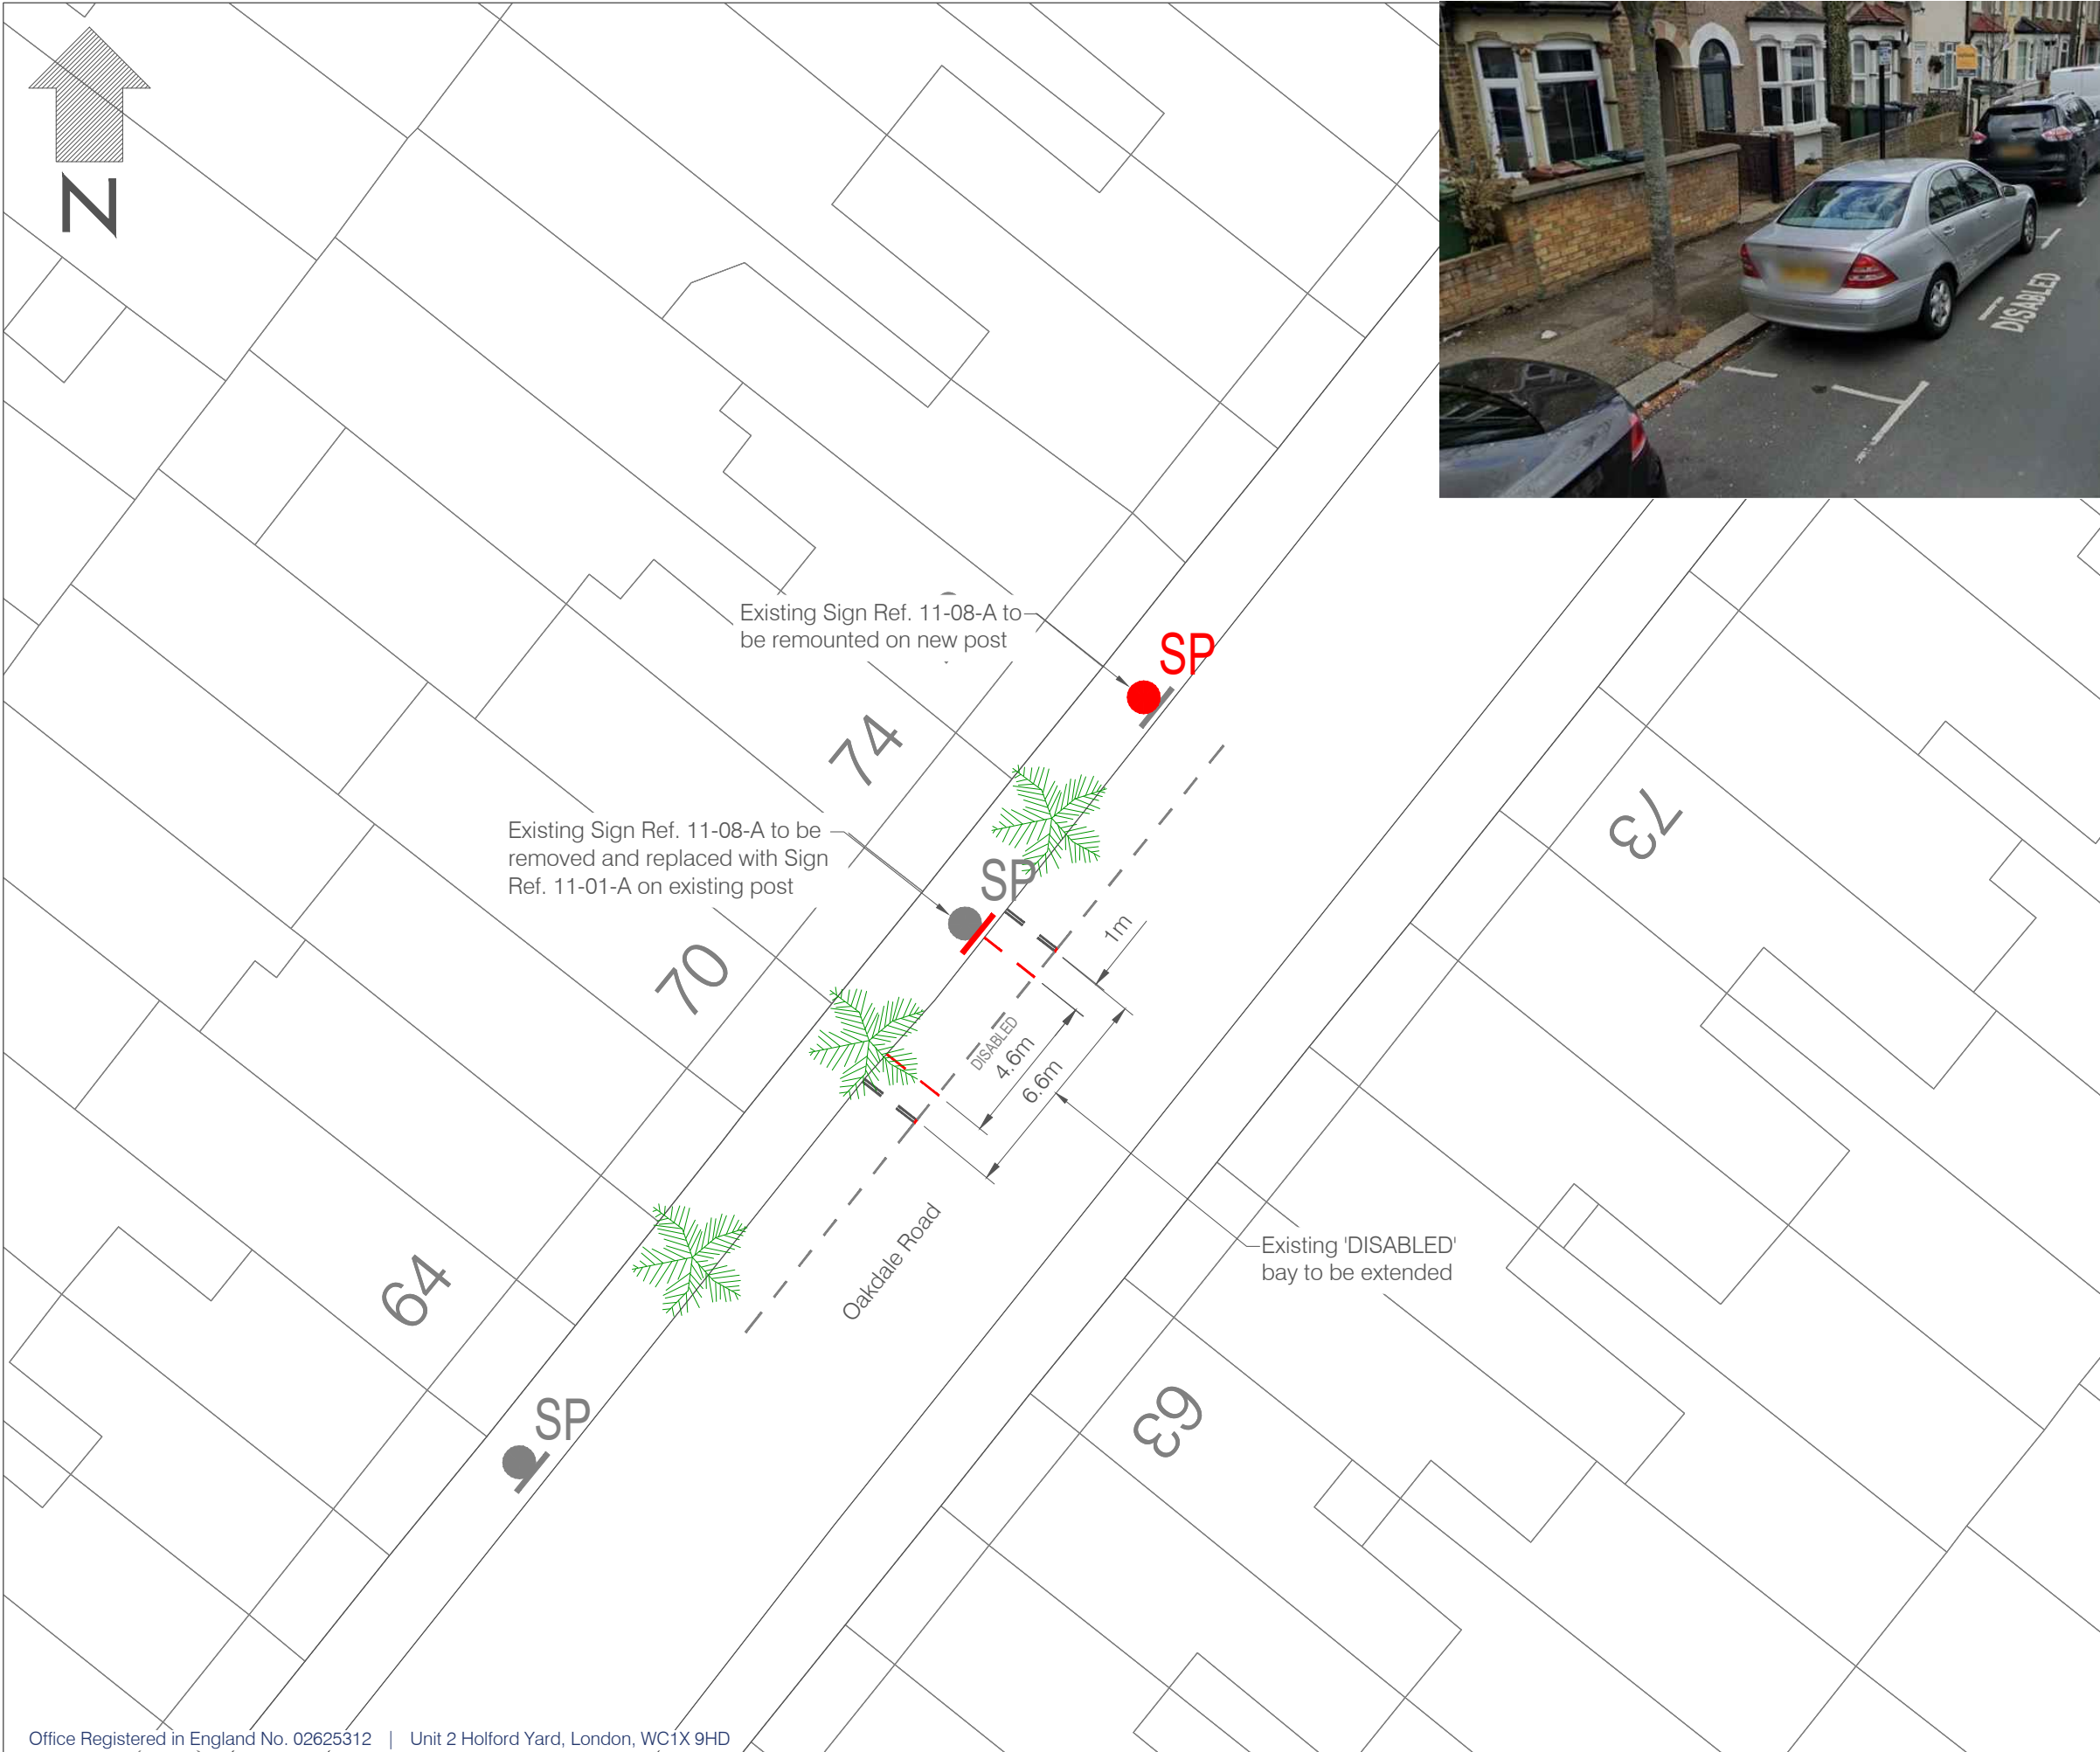 N
DISABLED
Existing Sign Ref. 11-08-A to
be remounted on new post
SP
74
73
Existing Sign Ref. 11-08-A to be
removed and replaced with Sign
Ref. 11-01-A on existing post
SP
1m
70
DISABLED
4.6m
6.6m
Oakdale Road
Existing 'DISABLED'
bay to be extended
64
63
SP
Office Registered in England No. 02625312 | Unit 2 Holford Yard, London, WC1X 9HD